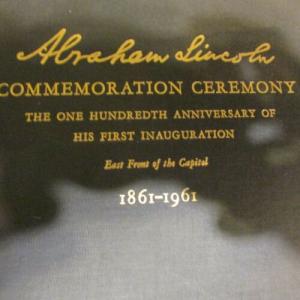 Abraham Lincoln
COMMEMORATION CEREMONY
THE ONE HUNDREDTH ANNIVERSARY OF
HIS FIRST INAUGURATION
East Front of the Capitol
1861-1961